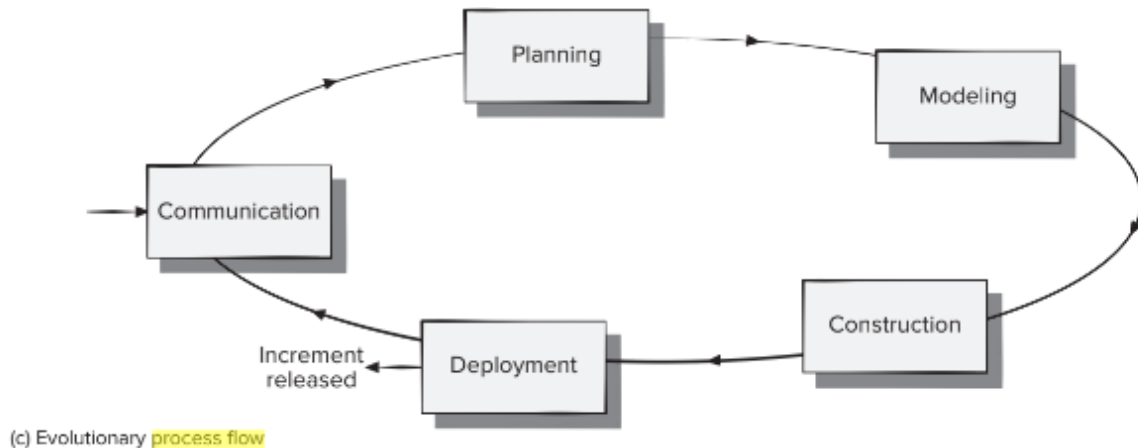 Planning
Modeling
Communication
Construction
Increment
released
Deployment
(c) Evolutionary process flow